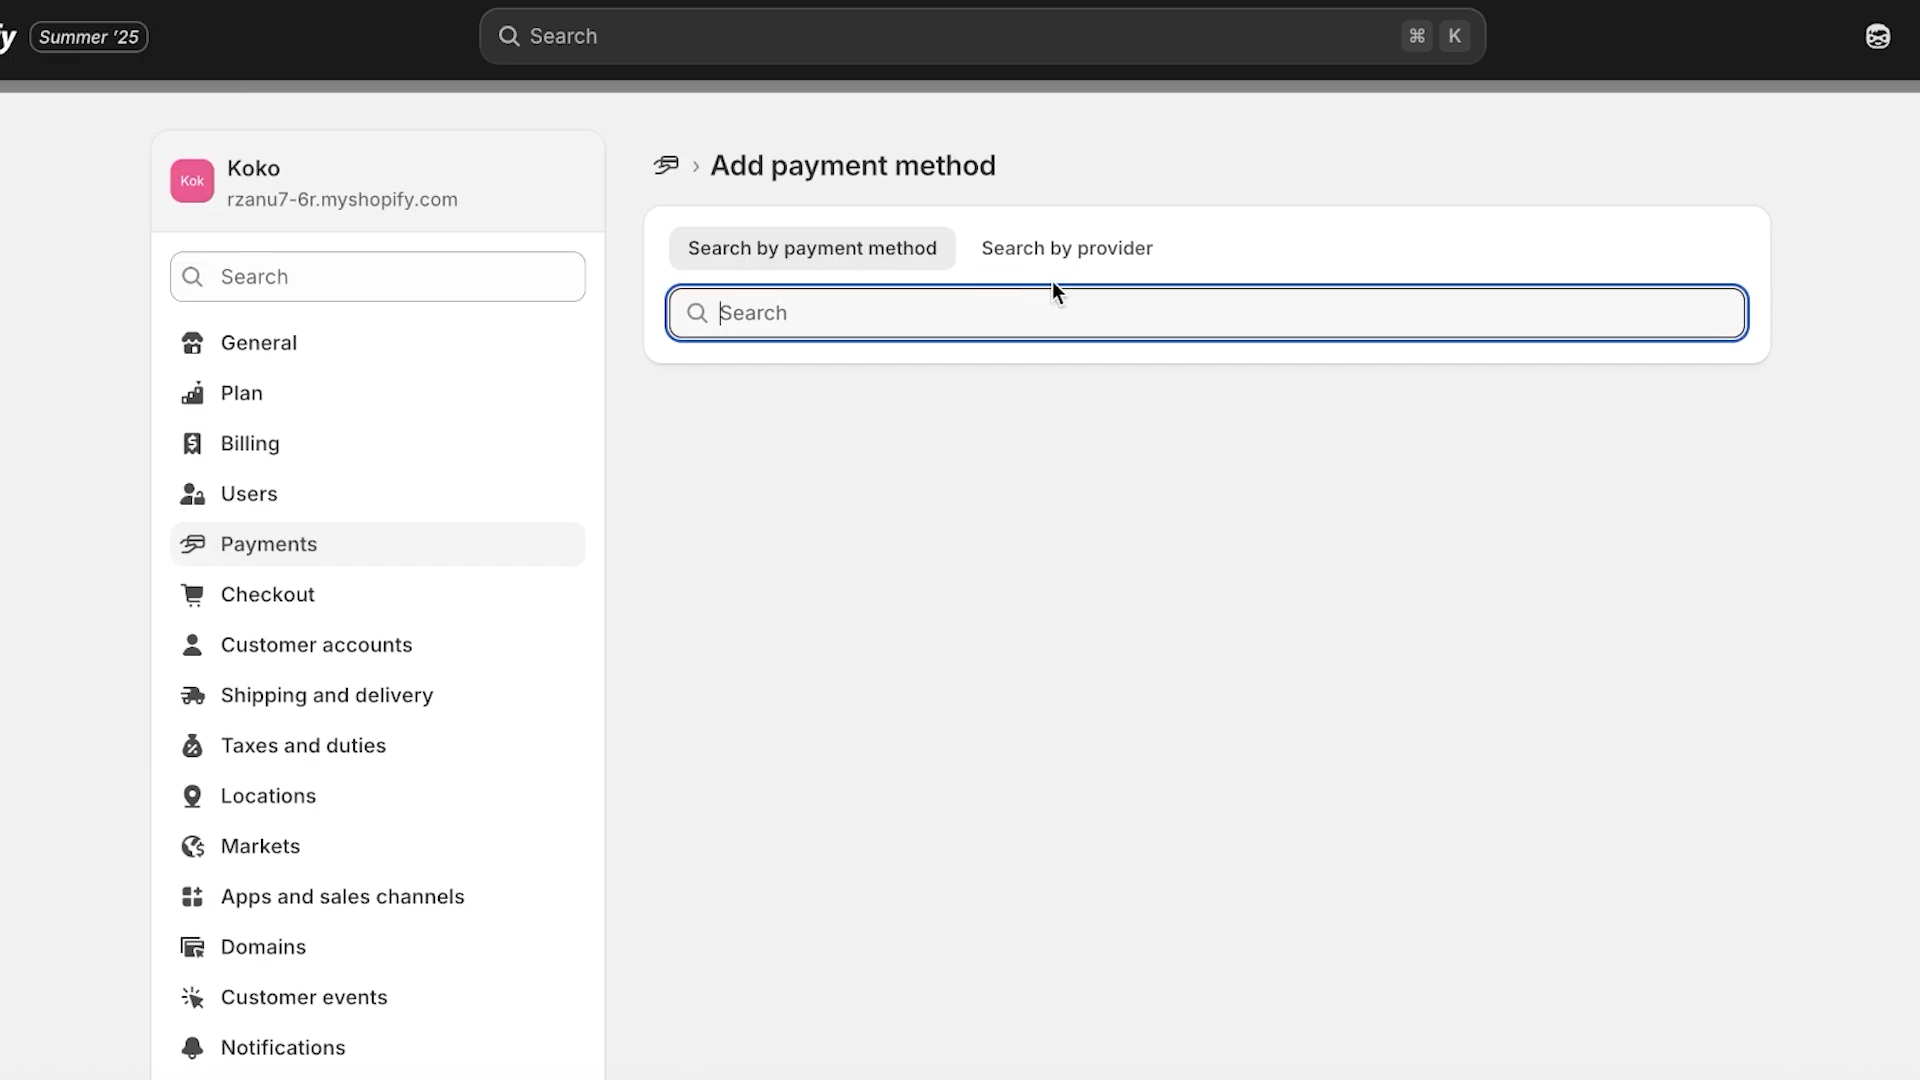 fy Summer ’25
Search
⌘ K
Kok
Koko
rzanu7-6r.myshopify.com
Search
General
Plan
Billing
Users
Payments
Checkout
Customer accounts
Shipping and delivery
Taxes and duties
Locations
Markets
Apps and sales channels
Domains
Customer events
Notifications
› Add payment method
Search by payment method
Search by provider
Search